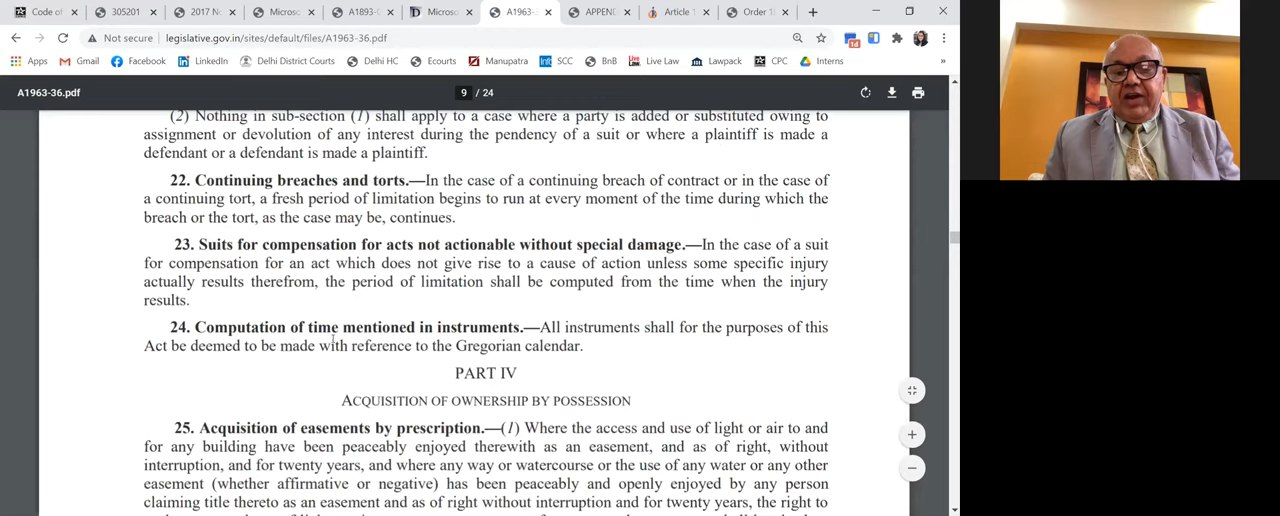 Code of
305201
2017 N
Microso
A1893-
Microso
A1963-
APPEND
Article 1
Order 1
Not secure
legislative.gov.in/sites/default/files/A1963-36.pdf
Apps Gmail Facebook LinkedIn Delhi District Courts Delhi HC Ecourts Manupatra SCC BnB Live Law Lawpack CPC Interns
A1963-36.pdf
9 / 24
(2) Nothing in sub-section (1) shall apply to a case where a party is added or substituted owing to
assignment or devolution of any interest during the pendency of a suit or where a plaintiff is made a
defendant or a defendant is made a plaintiff.
22. Continuing breaches and torts.—In the case of a continuing breach of contract or in the case of
a continuing tort, a fresh period of limitation begins to run at every moment of the time during which the
breach or the tort, as the case may be, continues.
23. Suits for compensation for acts not actionable without special damage.—In the case of a suit
for compensation for an act which does not give rise to a cause of action unless some specific injury
actually results therefrom, the period of limitation shall be computed from the time when the injury
results.
24. Computation of time mentioned in instruments.—All instruments shall for the purposes of this
Act be deemed to be made with reference to the Gregorian calendar.
PART IV
ACQUISITION OF OWNERSHIP BY POSSESSION
25. Acquisition of easements by prescription.—(1) Where the access and use of light or air to and
for any building have been peaceably enjoyed therewith as an easement, and as of right, without
interruption, and for twenty years, and where any way or watercourse or the use of any water or any other
easement (whether affirmative or negative) has been peaceably and openly enjoyed by any person
claiming title thereto as an easement and as of right without interruption and for twenty years, the right to